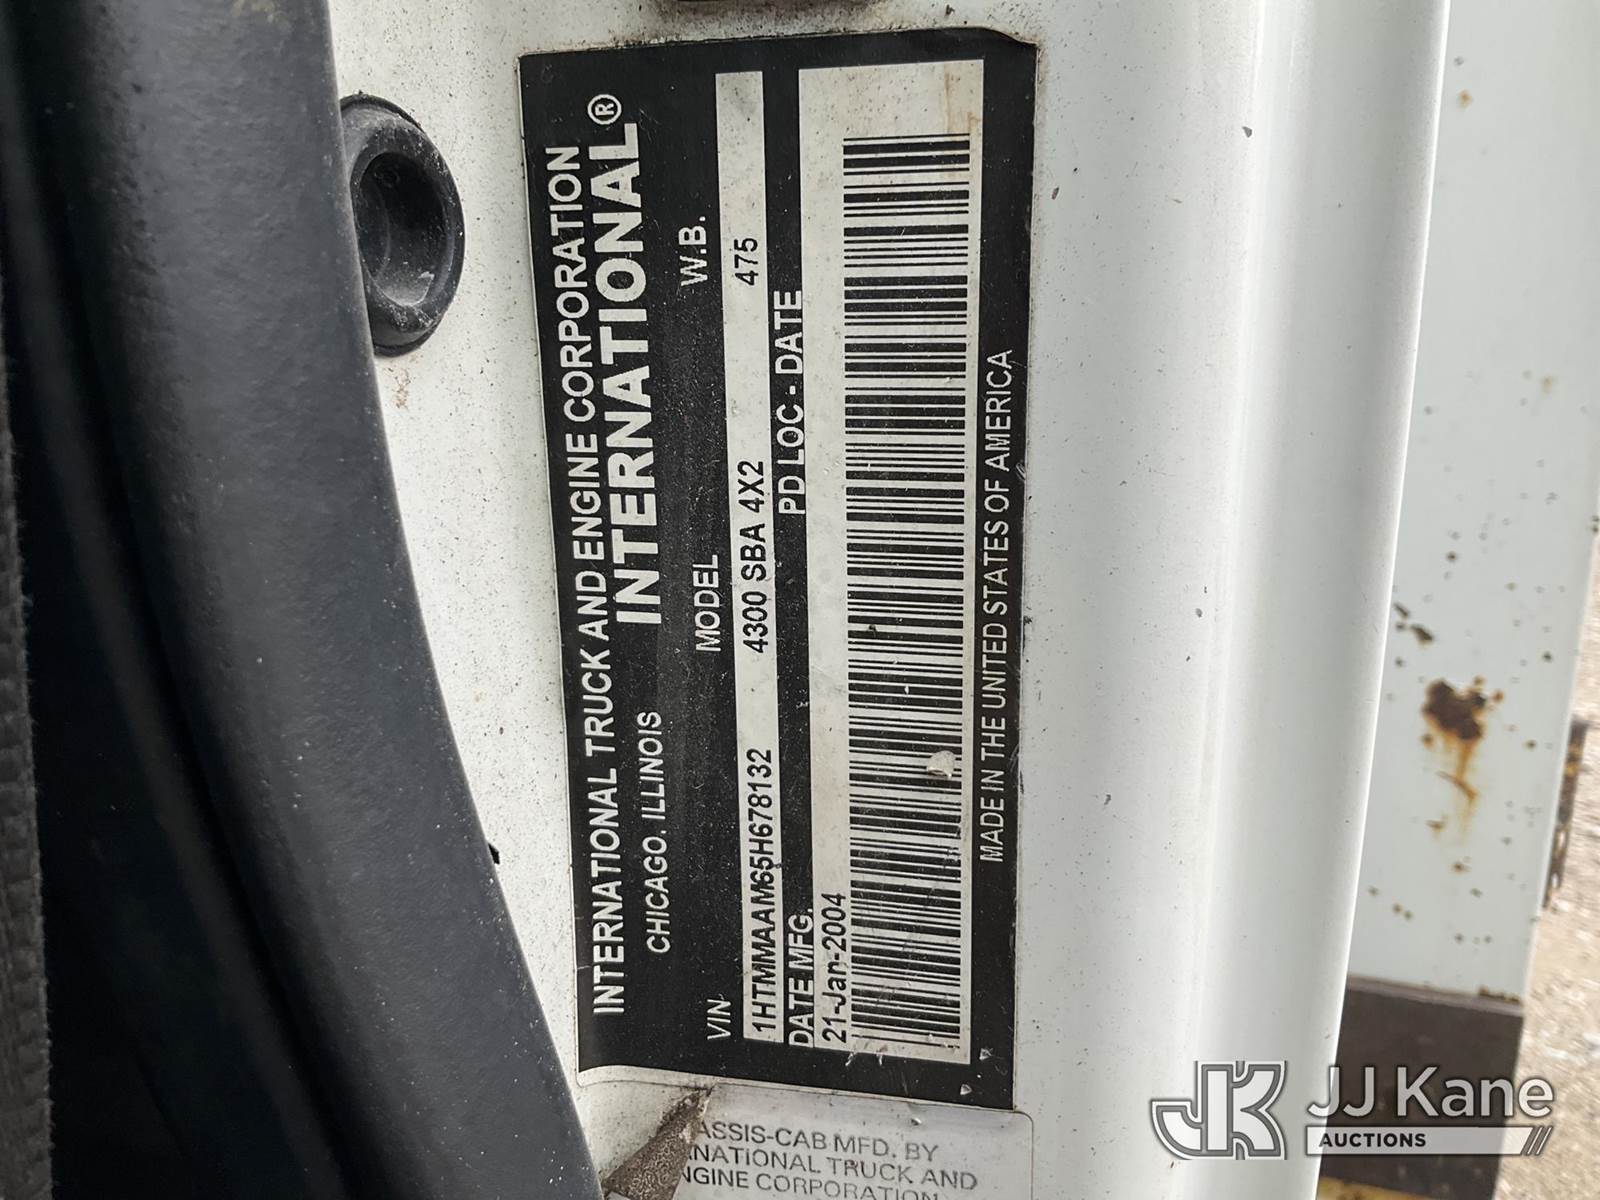 INTERNATIONAL TRUCK AND ENGINE CORPORATION
CHICAGO. ILLINOIS INTERNATIONAL®
VIN MODEL W.B.
1HTMMAAM65H678132 4300 SBA 4X2 475
DATE MFG. PD LOC - DATE
21-Jan-2004
MADE IN THE UNITED STATES OF AMERICA
ASSIS-CAB MFD. BY
NATIONAL TRUCK AND
NGINE CORPORATION
JK JJ Kane
AUCTIONS